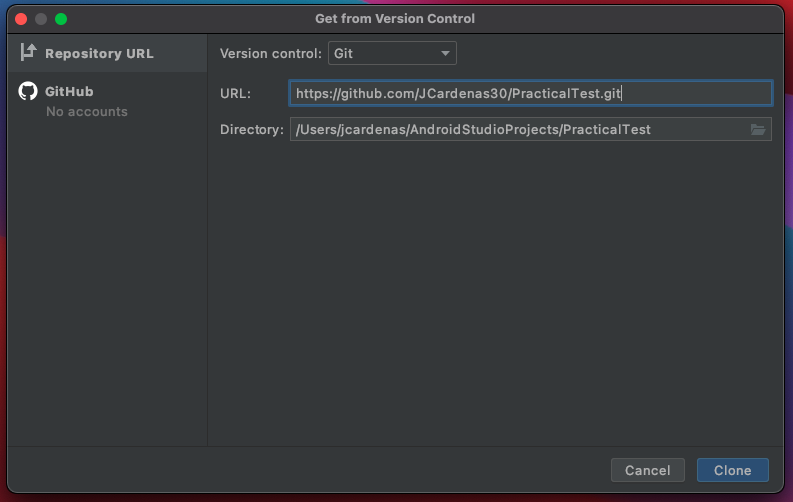 Get from Version Control
Repository URL
GitHub
No accounts
Version control: Git
URL: https://github.com/JCardenas30/PracticalTest.git
Directory: /Users/jcardenas/AndroidStudioProjects/PracticalTest
Cancel Clone